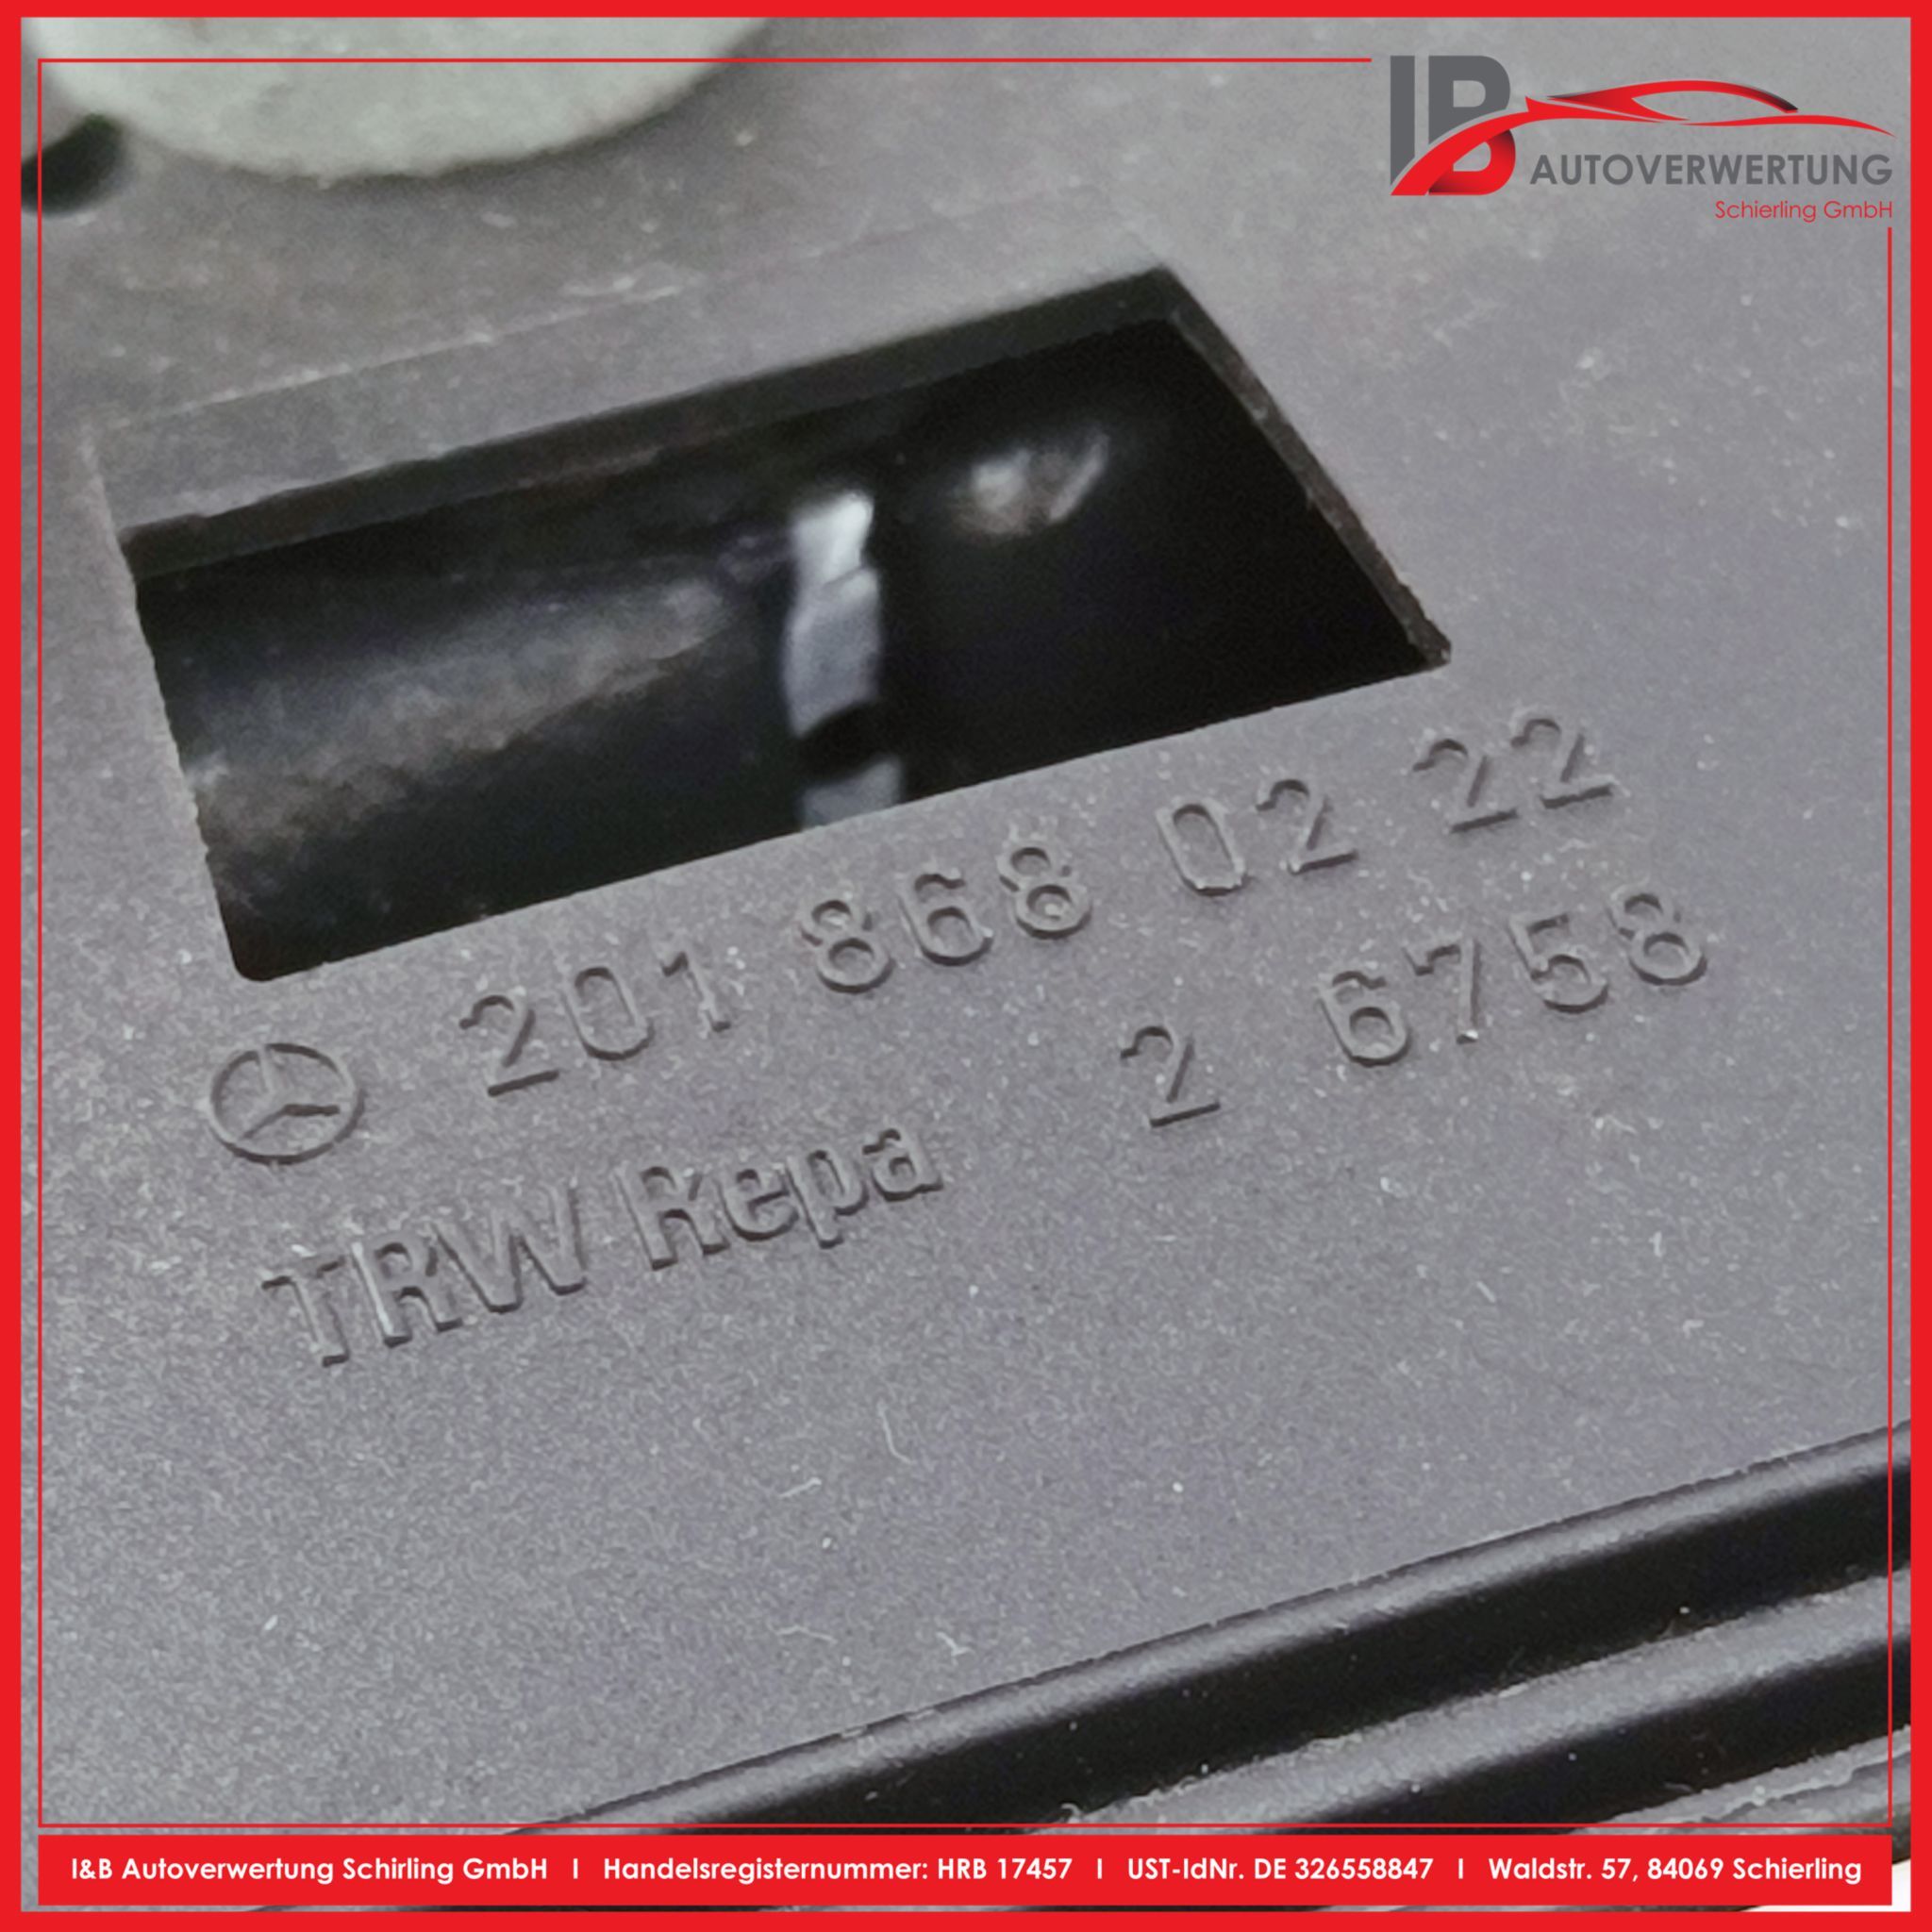 IB
AUTOVERWERTUNG
Schierling GmbH
201 868 02 22
2 6758
TRW Repa
I&B Autoverwertung Schirling GmbH I Handelsregisternummer: HRB 17457 I UST-IdNr. DE 326558847 I Waldstr. 57, 84069 Schierling